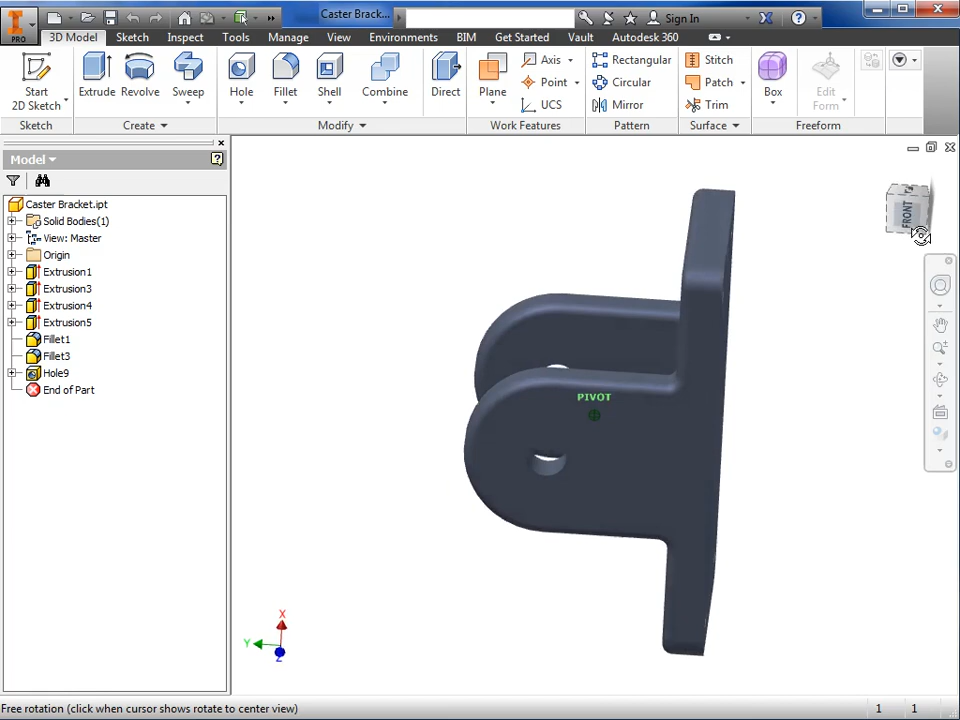 Caster Brack...
Sign In
PRO
3D Model
Sketch
Inspect
Tools
Manage
View
Environments
BIM
Get Started
Vault
Autodesk 360
Start
2D Sketch
Extrude
Revolve
Sweep
Hole
Fillet
Shell
Combine
Direct
Plane
Axis
Point
UCS
Rectangular
Circular
Mirror
Stitch
Patch
Trim
Box
Edit
Form
Sketch
Create
Modify
Work Features
Pattern
Surface
Freeform
Model
Caster Bracket.ipt
Solid Bodies(1)
View: Master
Origin
Extrusion1
Extrusion3
Extrusion4
Extrusion5
Fillet1
Fillet3
Hole9
End of Part
FRONT
PIVOT
X
Y
Z
Free rotation (click when cursor shows rotate to center view)
1
1